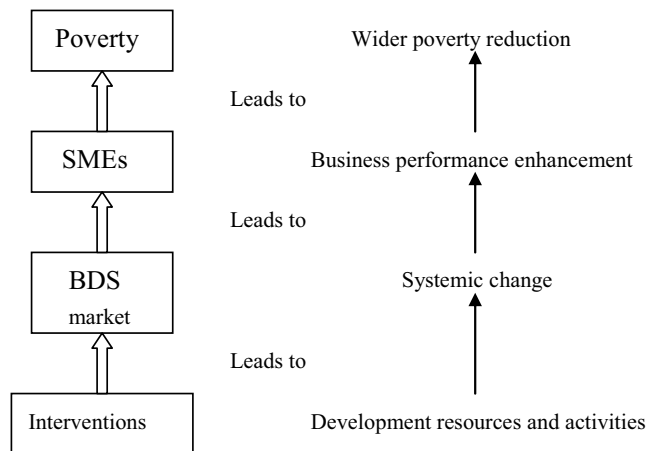 Poverty
Wider poverty reduction
Leads to
SMEs
Business performance enhancement
Leads to
BDS
market
Systemic change
Leads to
Interventions
Development resources and activities